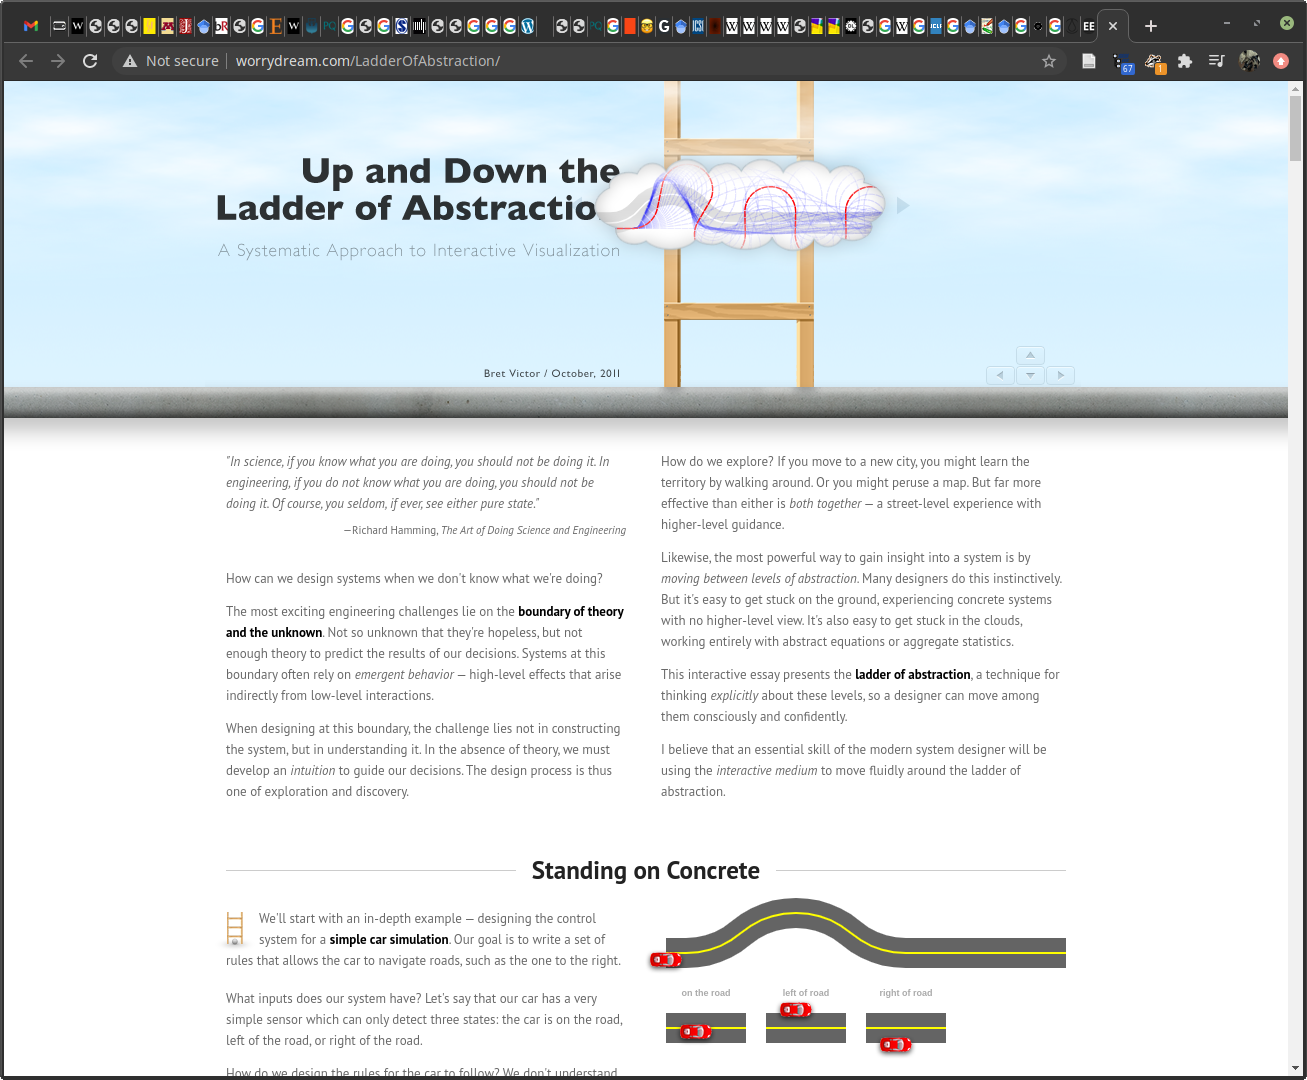 Not secure
worrydream.com/LadderOfAbstraction/
67
1
Up and Down the
Ladder of Abstraction
A Systematic Approach to Interactive Visualization
Bret Victor / October, 2011
"In science, if you know what you are doing, you should not be doing it. In
engineering, if you do not know what you are doing, you should not be
doing it. Of course, you seldom, if ever, see either pure state."
—Richard Hamming, The Art of Doing Science and Engineering
How can we design systems when we don't know what we're doing?
The most exciting engineering challenges lie on the boundary of theory
and the unknown. Not so unknown that they're hopeless, but not
enough theory to predict the results of our decisions. Systems at this
boundary often rely on emergent behavior — high-level effects that arise
indirectly from low-level interactions.
When designing at this boundary, the challenge lies not in constructing
the system, but in understanding it. In the absence of theory, we must
develop an intuition to guide our decisions. The design process is thus
one of exploration and discovery.
How do we explore? If you move to a new city, you might learn the
territory by walking around. Or you might peruse a map. But far more
effective than either is both together — a street-level experience with
higher-level guidance.
Likewise, the most powerful way to gain insight into a system is by
moving between levels of abstraction. Many designers do this instinctively.
But it's easy to get stuck on the ground, experiencing concrete systems
with no higher-level view. It's also easy to get stuck in the clouds,
working entirely with abstract equations or aggregate statistics.
This interactive essay presents the ladder of abstraction, a technique for
thinking explicitly about these levels, so a designer can move among
them consciously and confidently.
I believe that an essential skill of the modern system designer will be
using the interactive medium to move fluidly around the ladder of
abstraction.
Standing on Concrete
We'll start with an in-depth example — designing the control
system for a simple car simulation. Our goal is to write a set of
rules that allows the car to navigate roads, such as the one to the right.
What inputs does our system have? Let's say that our car has a very
simple sensor which can only detect three states: the car is on the road,
left of the road, or right of the road.
How do we design the rules for the car to follow? We don't understand
on the road
left of road
right of road